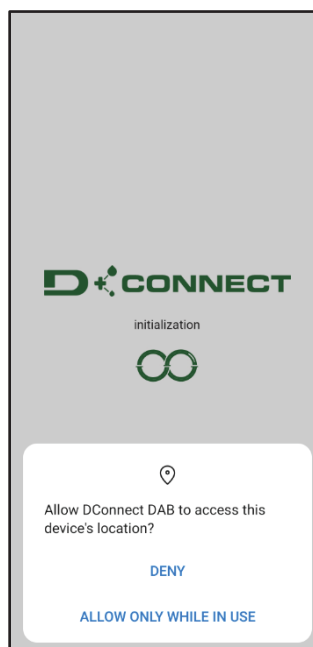 D+CONNECT
initialization
Allow DConnect DAB to access this
device's location?
DENY
ALLOW ONLY WHILE IN USE